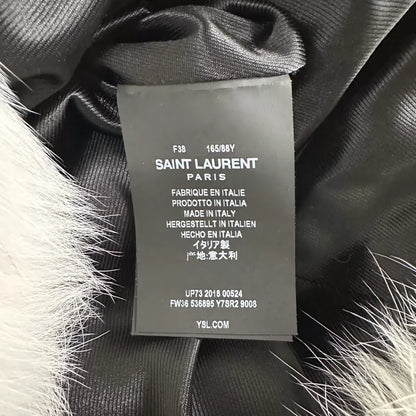 F38 165/88Y
SAINT LAURENT
PARIS
FABRIQUE EN ITALIE
PRODOTTO IN ITALIA
MADE IN ITALY
HERGESTELLT IN ITALIEN
HECHO EN ITALIA
イタリア製
地:意大利
UP73 2018 00524
FW36 536895 Y7SR2 9008
YSL.COM